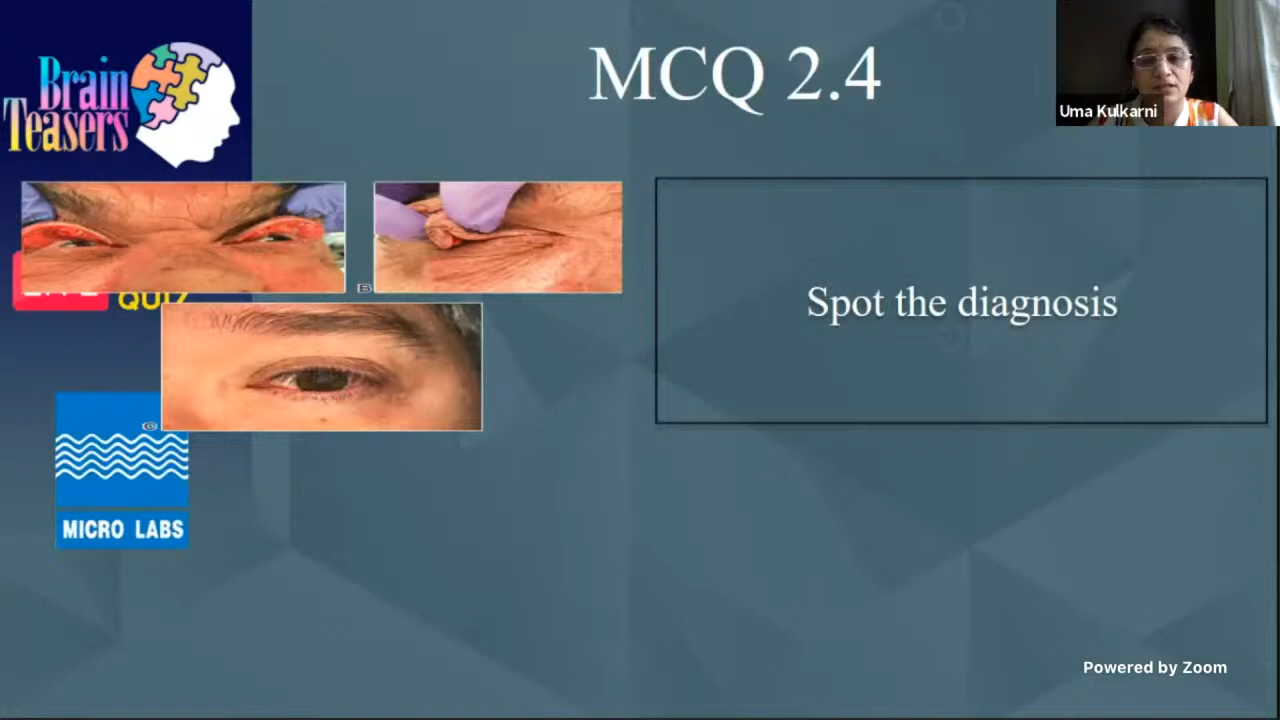 MCQ 2.4
Brain
Teasers
Uma Kulkarni
QUIZ
B
Spot the diagnosis
C
MICRO LABS
Powered by Zoom